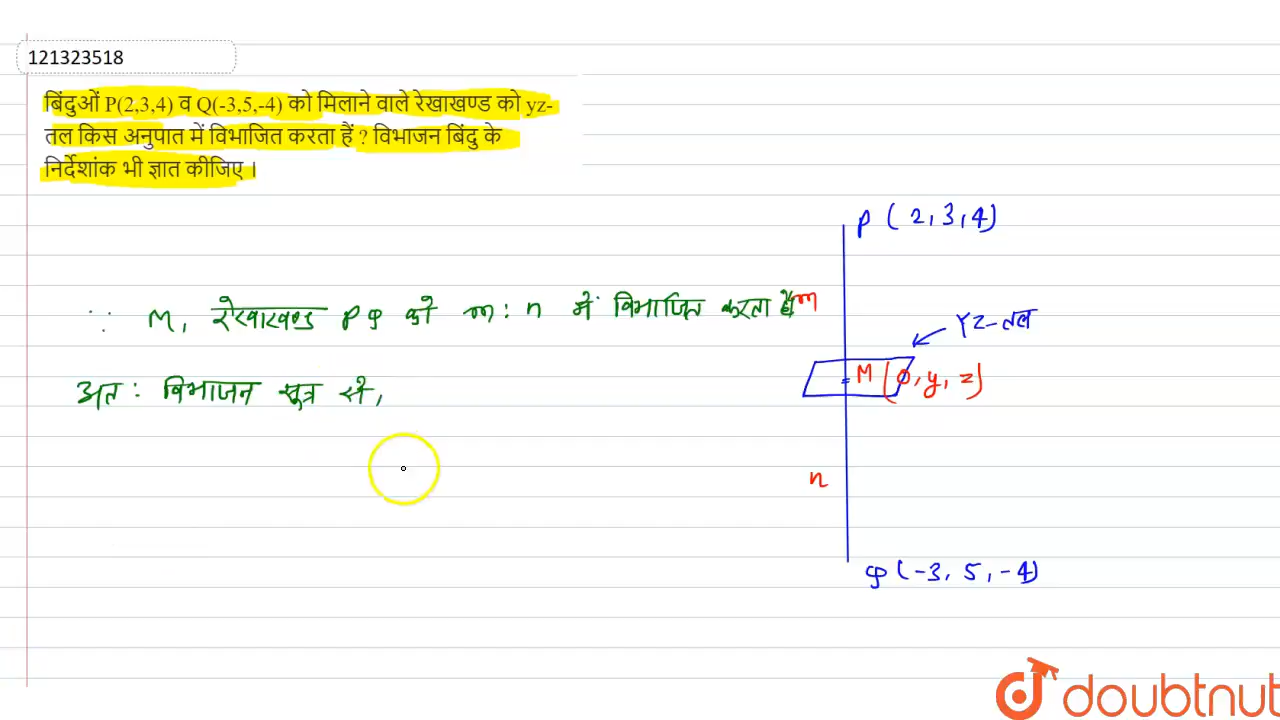 121323518
बिंदुओं P(2,3,4) व Q(-3,5,-4) को मिलाने वाले रेखाखण्ड को yz-
तल किस अनुपात में विभाजित करता हैं ? विभाजन बिंदु के
निर्देशांक भी ज्ञात कीजिए ।
P ( 2, 3, 4)
∵ M, रेखाखण्ड PQ को m : n में विभाजित करता है
m
YZ-तल
M (0, y, z)
अत: विभाजन सूत्र से,
n
Q (-3, 5, -4)
doubtnut